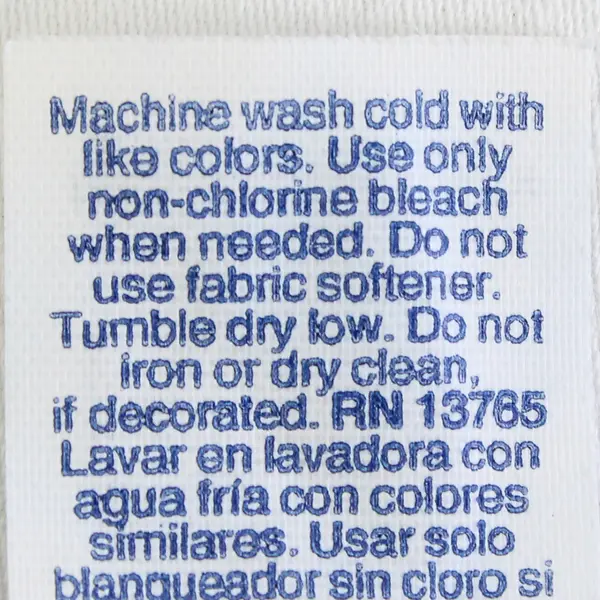 Machine wash cold with
like colors. Use only
non-chlorine bleach
when needed. Do not
use fabric softener.
Tumble dry low. Do not
iron or dry clean,
if decorated. RN 13765
Lavar en lavadora con
agua fría con colores
similares. Usar solo
blanqueador sin cloro si